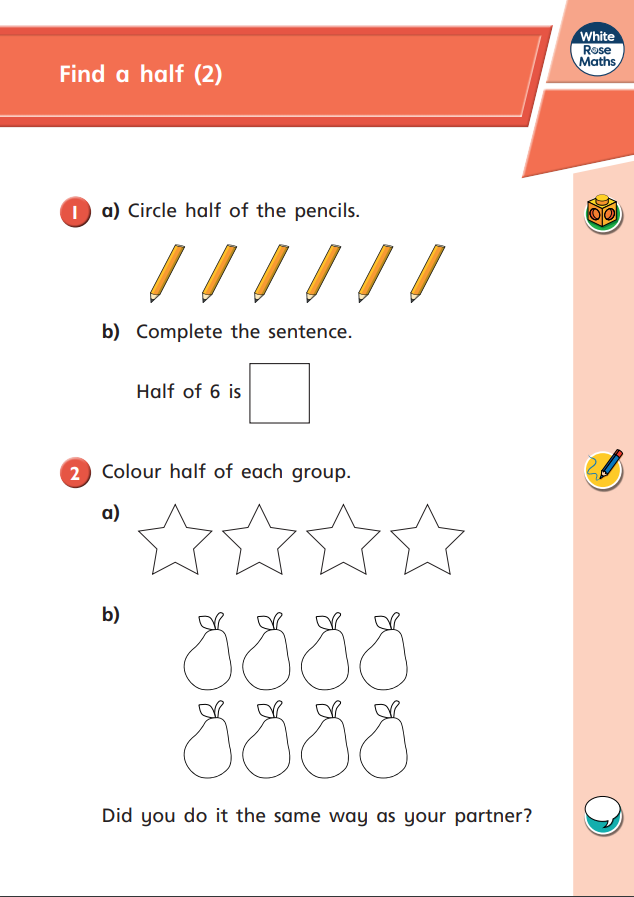 Find a half (2)
White
Rose
Maths
1 a) Circle half of the pencils.
b) Complete the sentence.
Half of 6 is
2 Colour half of each group.
a)
b)
Did you do it the same way as your partner?